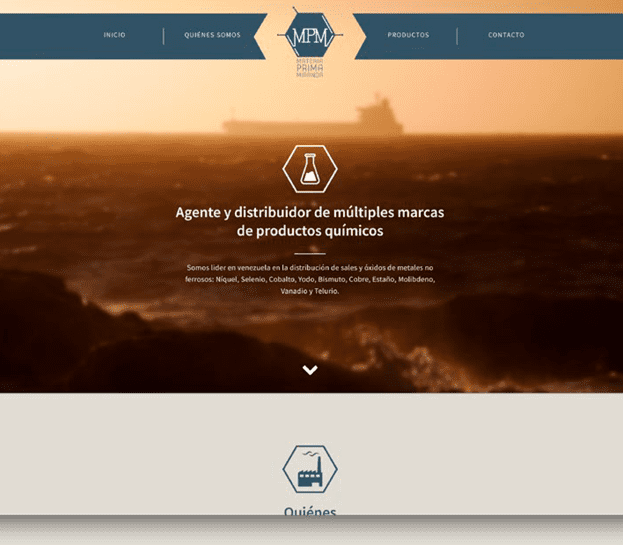 INICIO
QUIÉNES SOMOS
MPM
MATERIA
PRIMA
MIRANDA
PRODUCTOS
CONTACTO
Agente y distribuidor de múltiples marcas
de productos químicos
Somos lider en venezuela en la distribución de sales y óxidos de metales no
ferrosos: Níquel, Selenio, Cobalto, Yodo, Bismuto, Cobre, Estaño, Molibdeno,
Vanadio y Telurio.
Quiénes